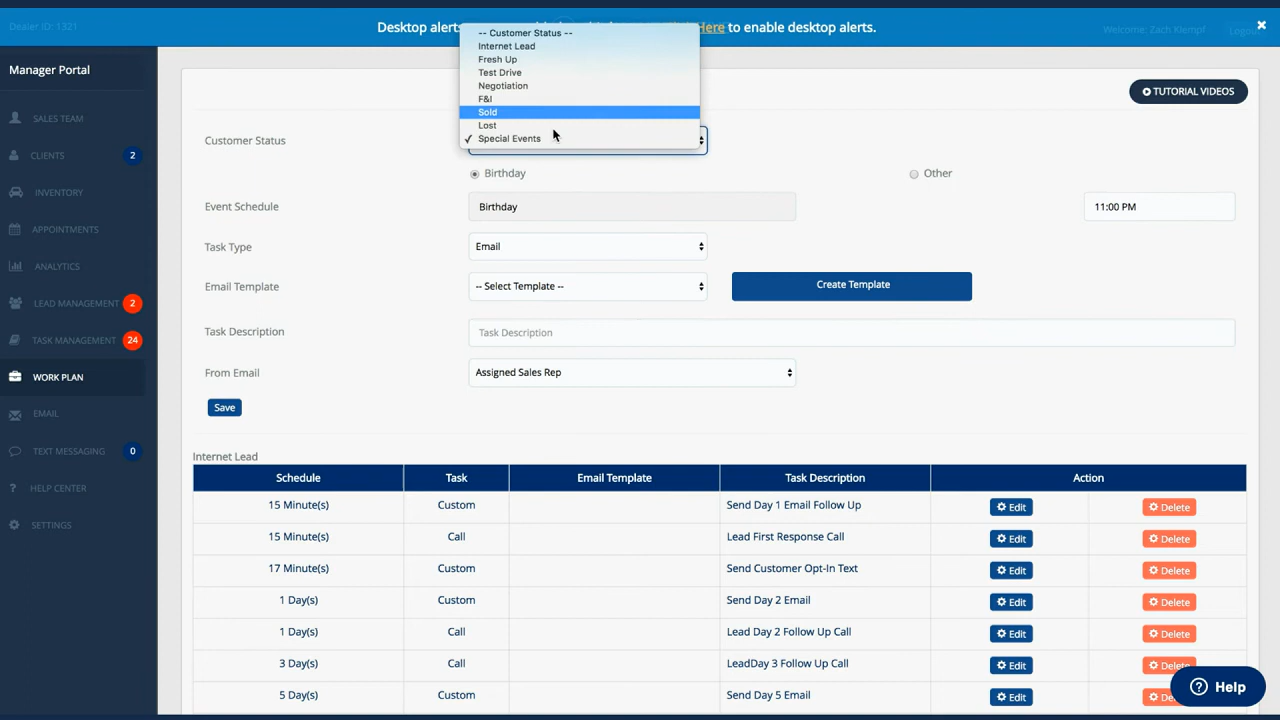 Dealer ID: 1321
Desktop alerts
Here to enable desktop alerts.
Welcome: Zach Klempf
Logout
Manager Portal
SALES TEAM
CLIENTS 2
INVENTORY
APPOINTMENTS
ANALYTICS
LEAD MANAGEMENT 2
TASK MANAGEMENT 24
WORK PLAN
EMAIL
TEXT MESSAGING 0
HELP CENTER
SETTINGS
TUTORIAL VIDEOS
Customer Status
-- Customer Status --
Internet Lead
Fresh Up
Test Drive
Negotiation
F&I
Sold
Lost
✓ Special Events
Birthday Other
Event Schedule Birthday 11:00 PM
Task Type Email
Email Template -- Select Template -- Create Template
Task Description Task Description
From Email Assigned Sales Rep
Save
Internet Lead
Schedule Task Email Template Task Description Action
15 Minute(s) Custom Send Day 1 Email Follow Up Edit Delete
15 Minute(s) Call Lead First Response Call Edit Delete
17 Minute(s) Custom Send Customer Opt-In Text Edit Delete
1 Day(s) Custom Send Day 2 Email Edit Delete
1 Day(s) Call Lead Day 2 Follow Up Call Edit Delete
3 Day(s) Call LeadDay 3 Follow Up Call Edit Delete
5 Day(s) Custom Send Day 5 Email Edit
Help